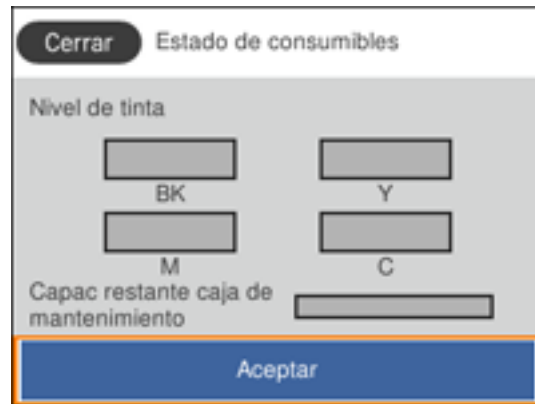 Cerrar Estado de consumibles
Nivel de tinta
BK Y
M C
Capac restante caja de
mantenimiento
Aceptar